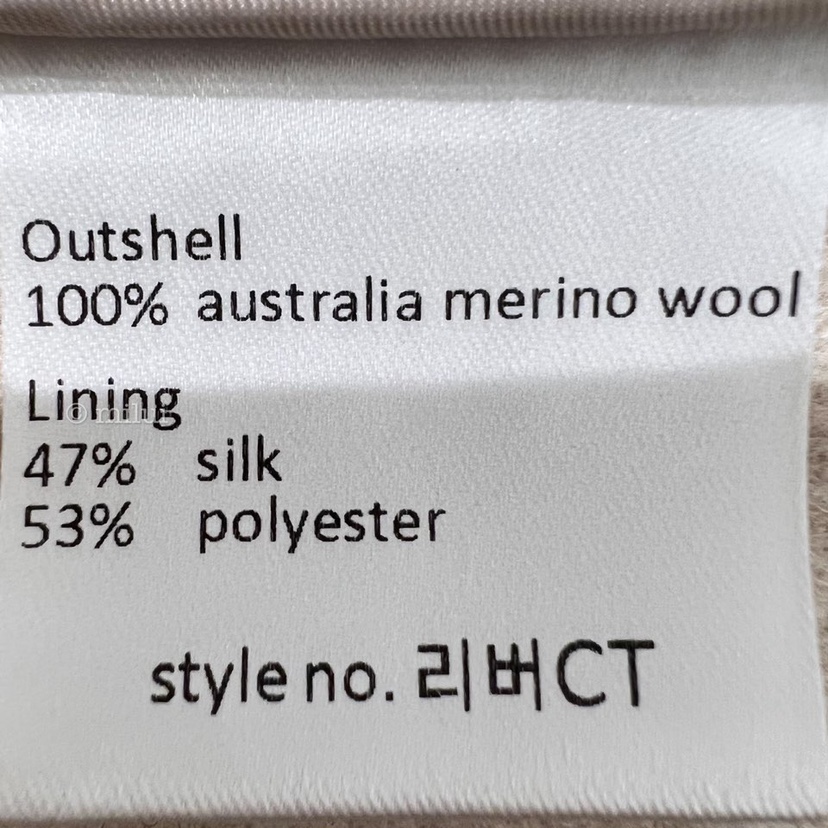 Outshell
100% australia merino wool
Lining
47% silk
53% polyester
style no. 리버CT